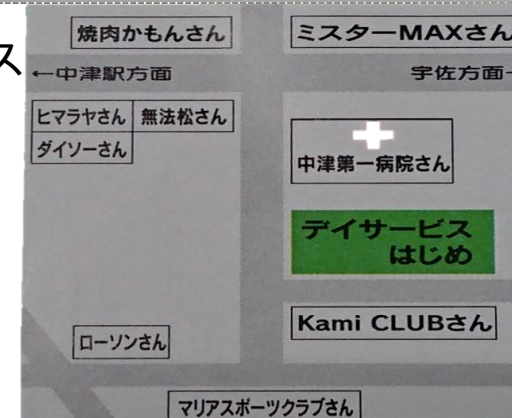 焼肉かもんさん
ミスターMAXさん
ス
←中津駅方面
宇佐方面
ヒマラヤさん
無法松さん
ダイソーさん
中津第一病院さん
デイサービス
はじめ
Kami CLUBさん
ローソンさん
マリアスポーツクラブさん